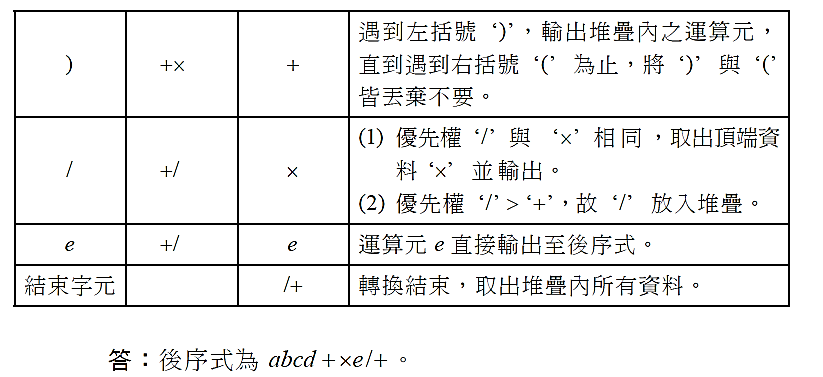 遇到左括號‘)’，輸出堆疊內之運算元，
) +× + 直到遇到右括號‘(’ 為止，將‘)’ 與‘(’
皆丟棄不要。
(1) 優先權‘/’ 與 ‘×’ 相同，取出頂端資
/ +/ × 料‘×’ 並輸出。
(2) 優先權‘/’>‘+’，故‘/’ 放入堆疊。
e +/ e 運算元 e 直接輸出至後序式。
結束字元 /+ 轉換結束，取出堆疊內所有資料。
答：後序式為 abcd +×e/+ 。